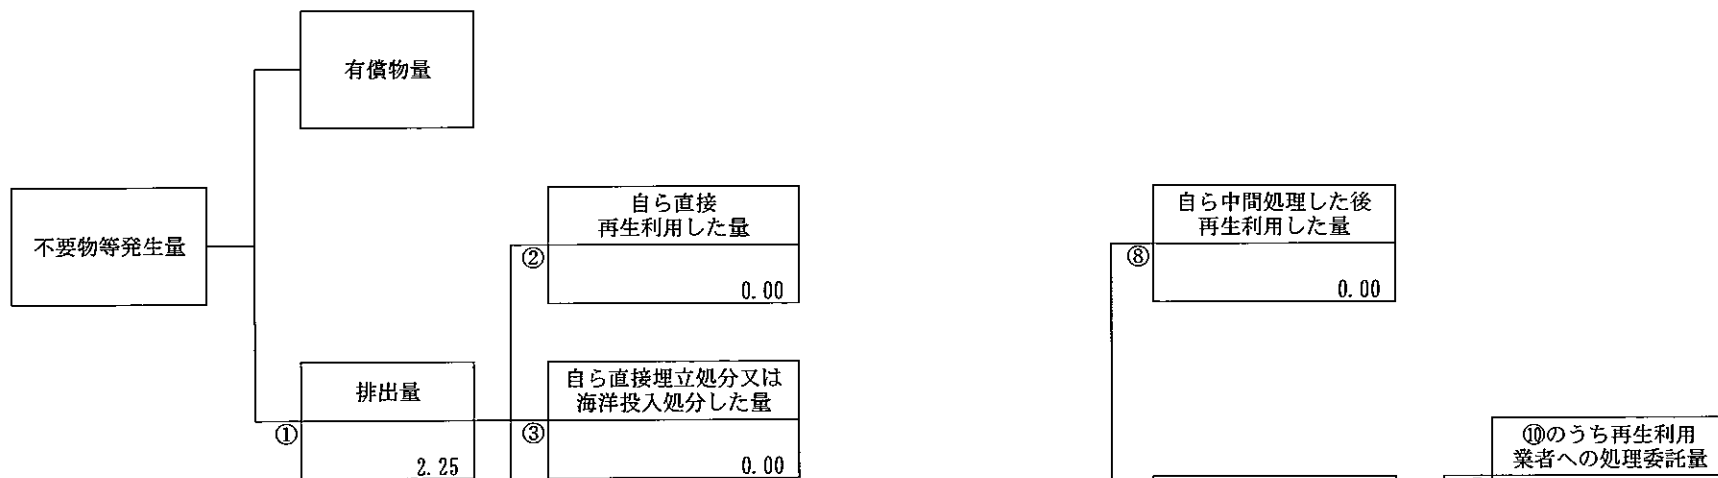 有償物量
不要物等発生量
自ら直接
再生利用した量
②
0.00
自ら中間処理した後
再生利用した量
⑧
0.00
排出量
①
2.25
自ら直接埋立処分又は
海洋投入処分した量
③
0.00
⑩のうち再生利用
業者への処理委託量